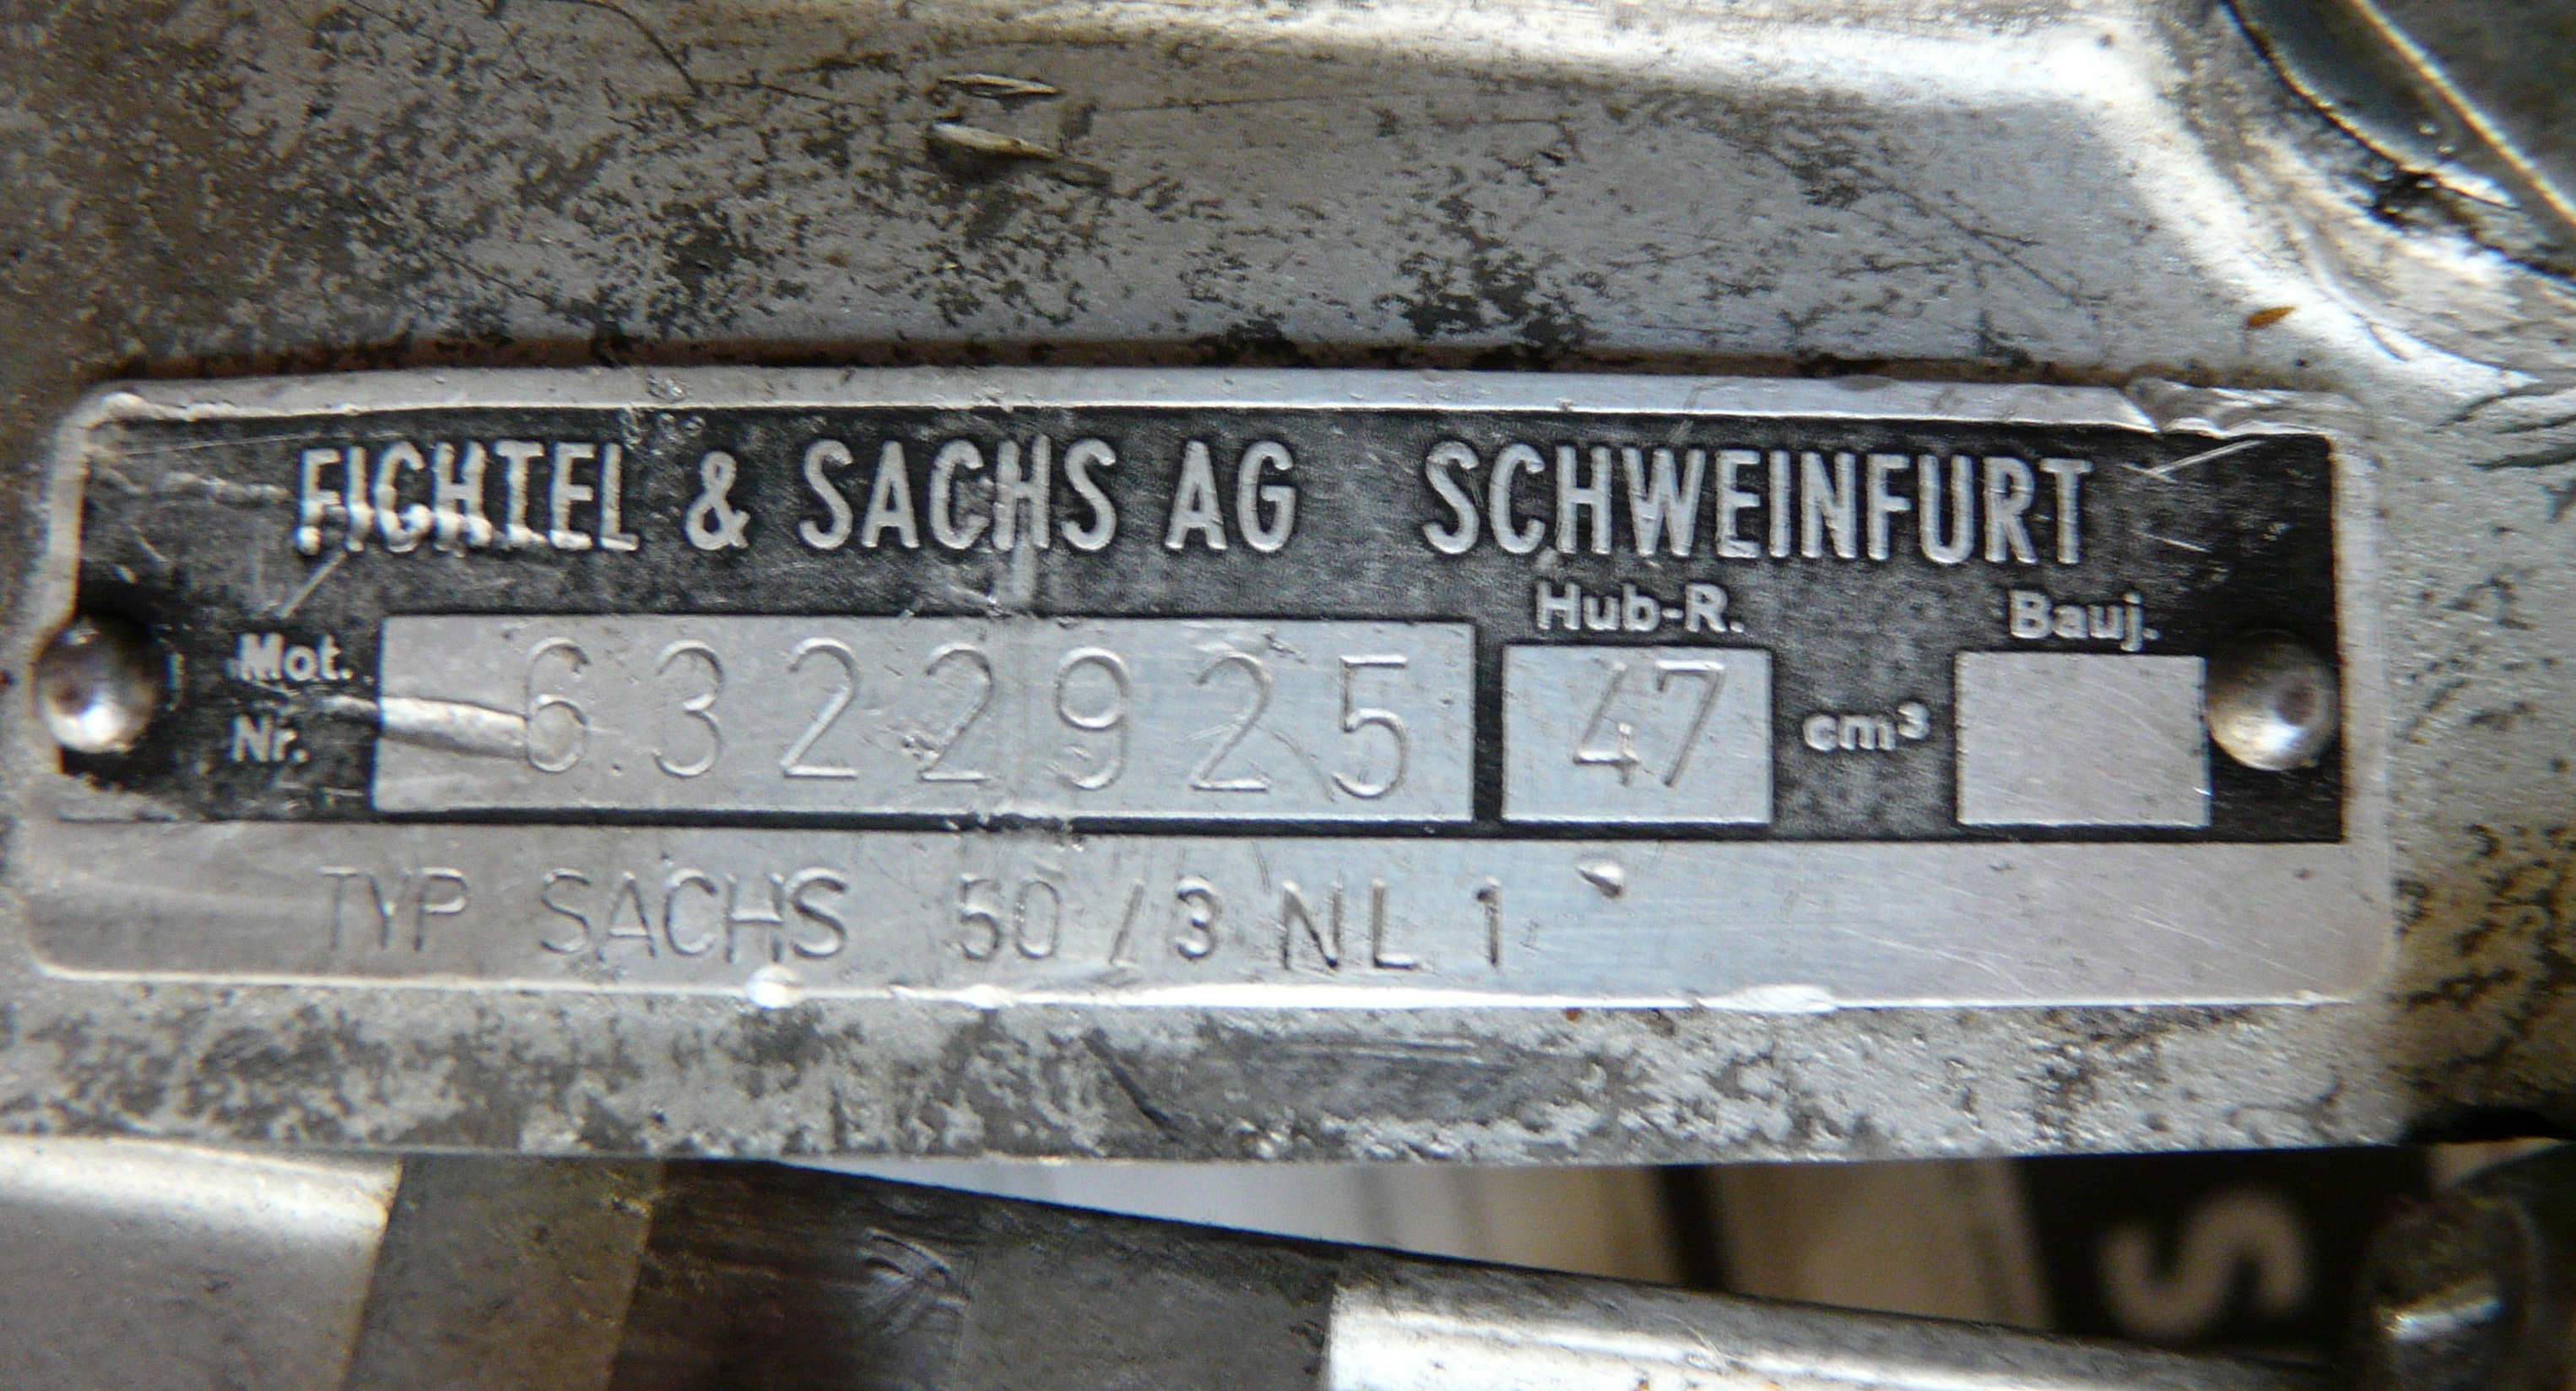 FICHTEL & SACHS AG SCHWEINFURT
Hub-R. Bauj.
Mot. Nr. 6322925 47 cm³
TYP SACHS 50/3 NL 1
S